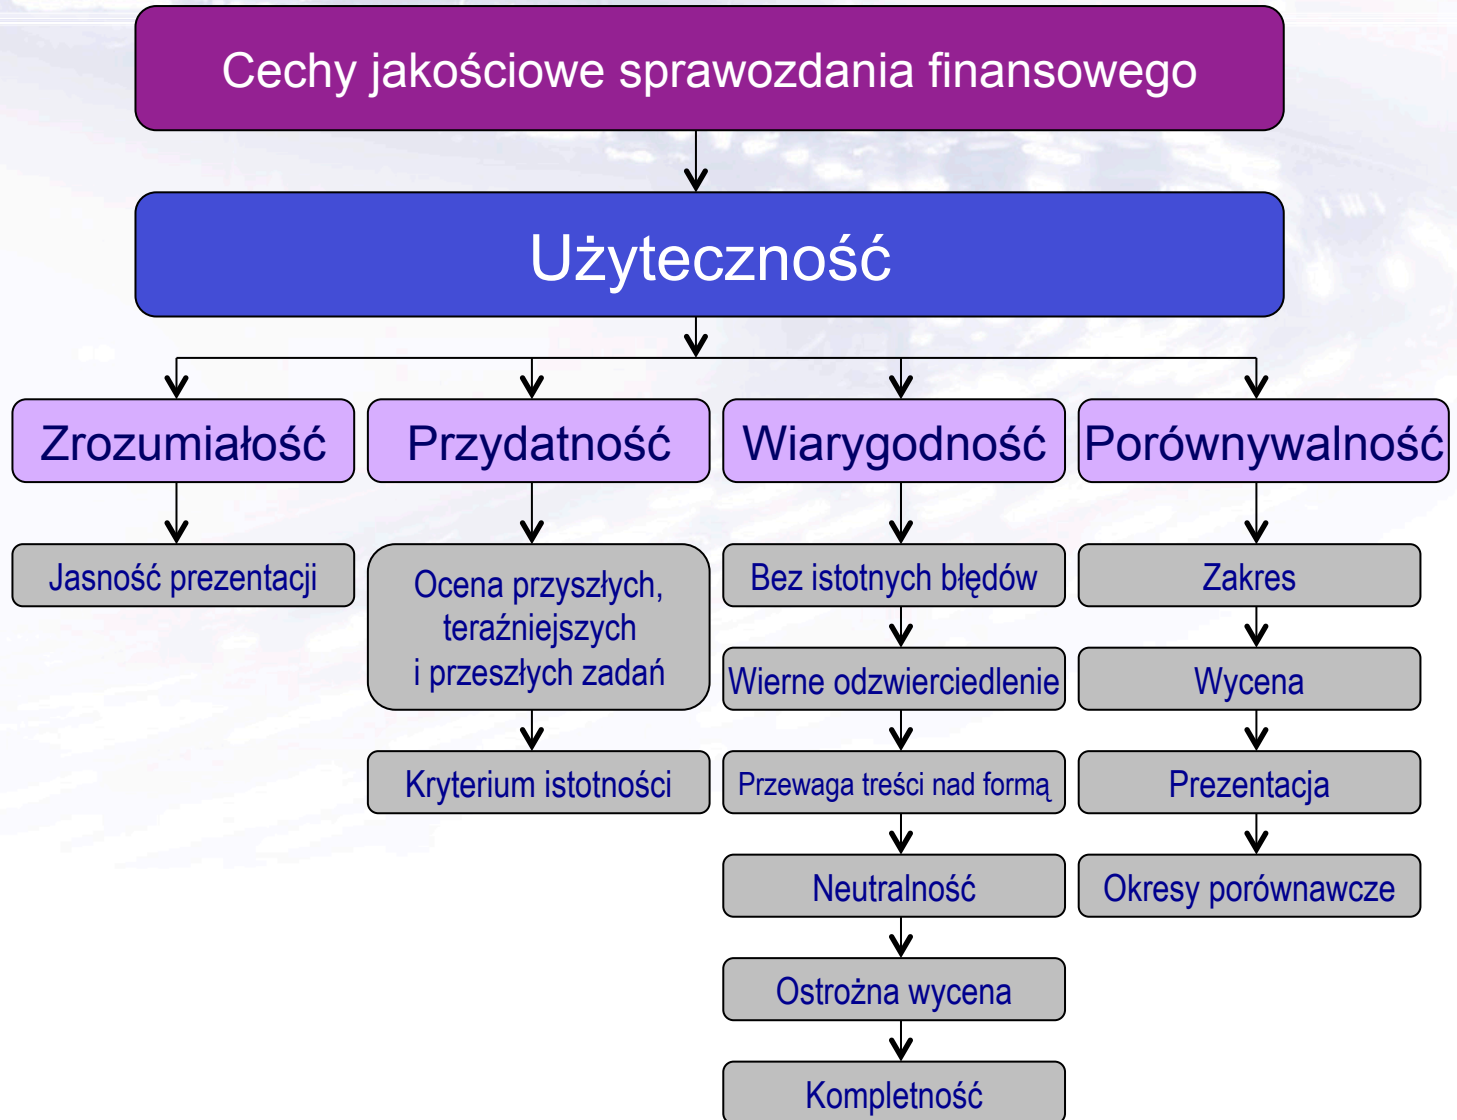 Cechy jakościowe sprawozdania finansowego
Użyteczność
Zrozumiałość
Przydatność
Wiarygodność
Porównywalność
Jasność prezentacji
Ocena przyszłych,
teraźniejszych
i przeszłych zadań
Kryterium istotności
Bez istotnych błędów
Wierne odzwierciedlenie
Przewaga treści nad formą
Neutralność
Ostrożna wycena
Kompletność
Zakres
Wycena
Prezentacja
Okresy porównawcze